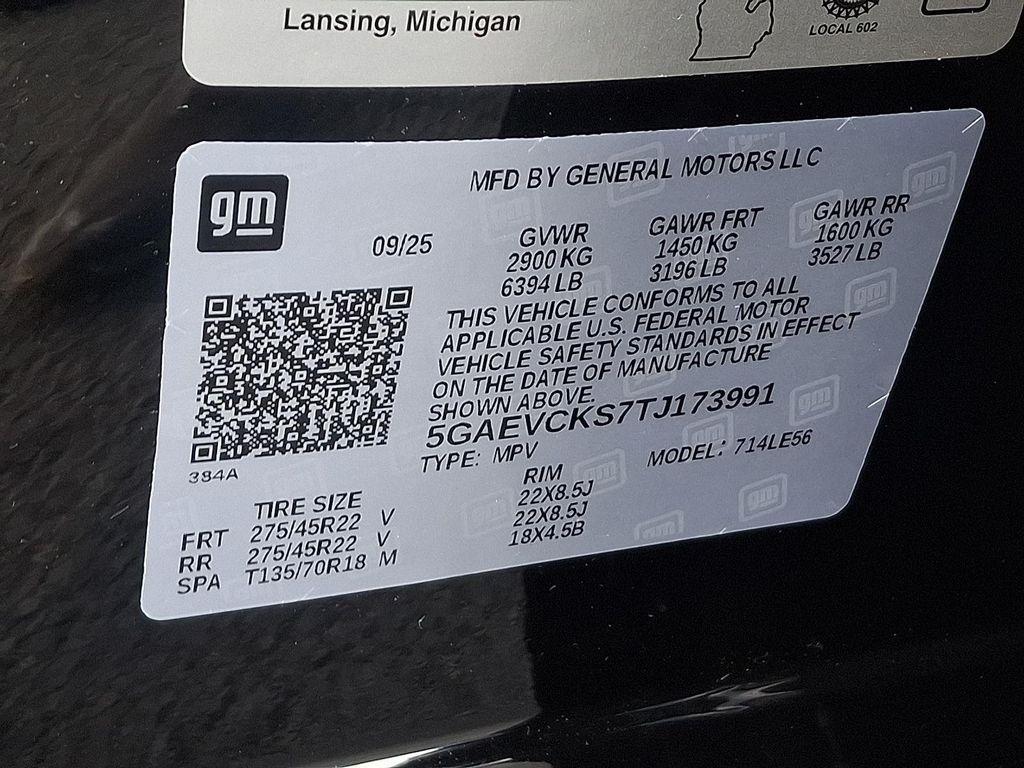 Lansing, Michigan
LOCAL 602
gm
MFD BY GENERAL MOTORS LLC
09/25
GVWR
2900 KG
6394 LB
GAWR FRT
1450 KG
3196 LB
GAWR RR
1600 KG
3527 LB
THIS VEHICLE CONFORMS TO ALL
APPLICABLE U.S. FEDERAL MOTOR
VEHICLE SAFETY STANDARDS IN EFFECT
ON THE DATE OF MANUFACTURE
SHOWN ABOVE.
5GAEVCKS7TJ173991
TYPE: MPV
MODEL: 714LE56
384A
TIRE SIZE
RIM
FRT 275/45R22 V 22X8.5J
RR 275/45R22 V 22X8.5J
SPA T135/70R18 M 18X4.5B